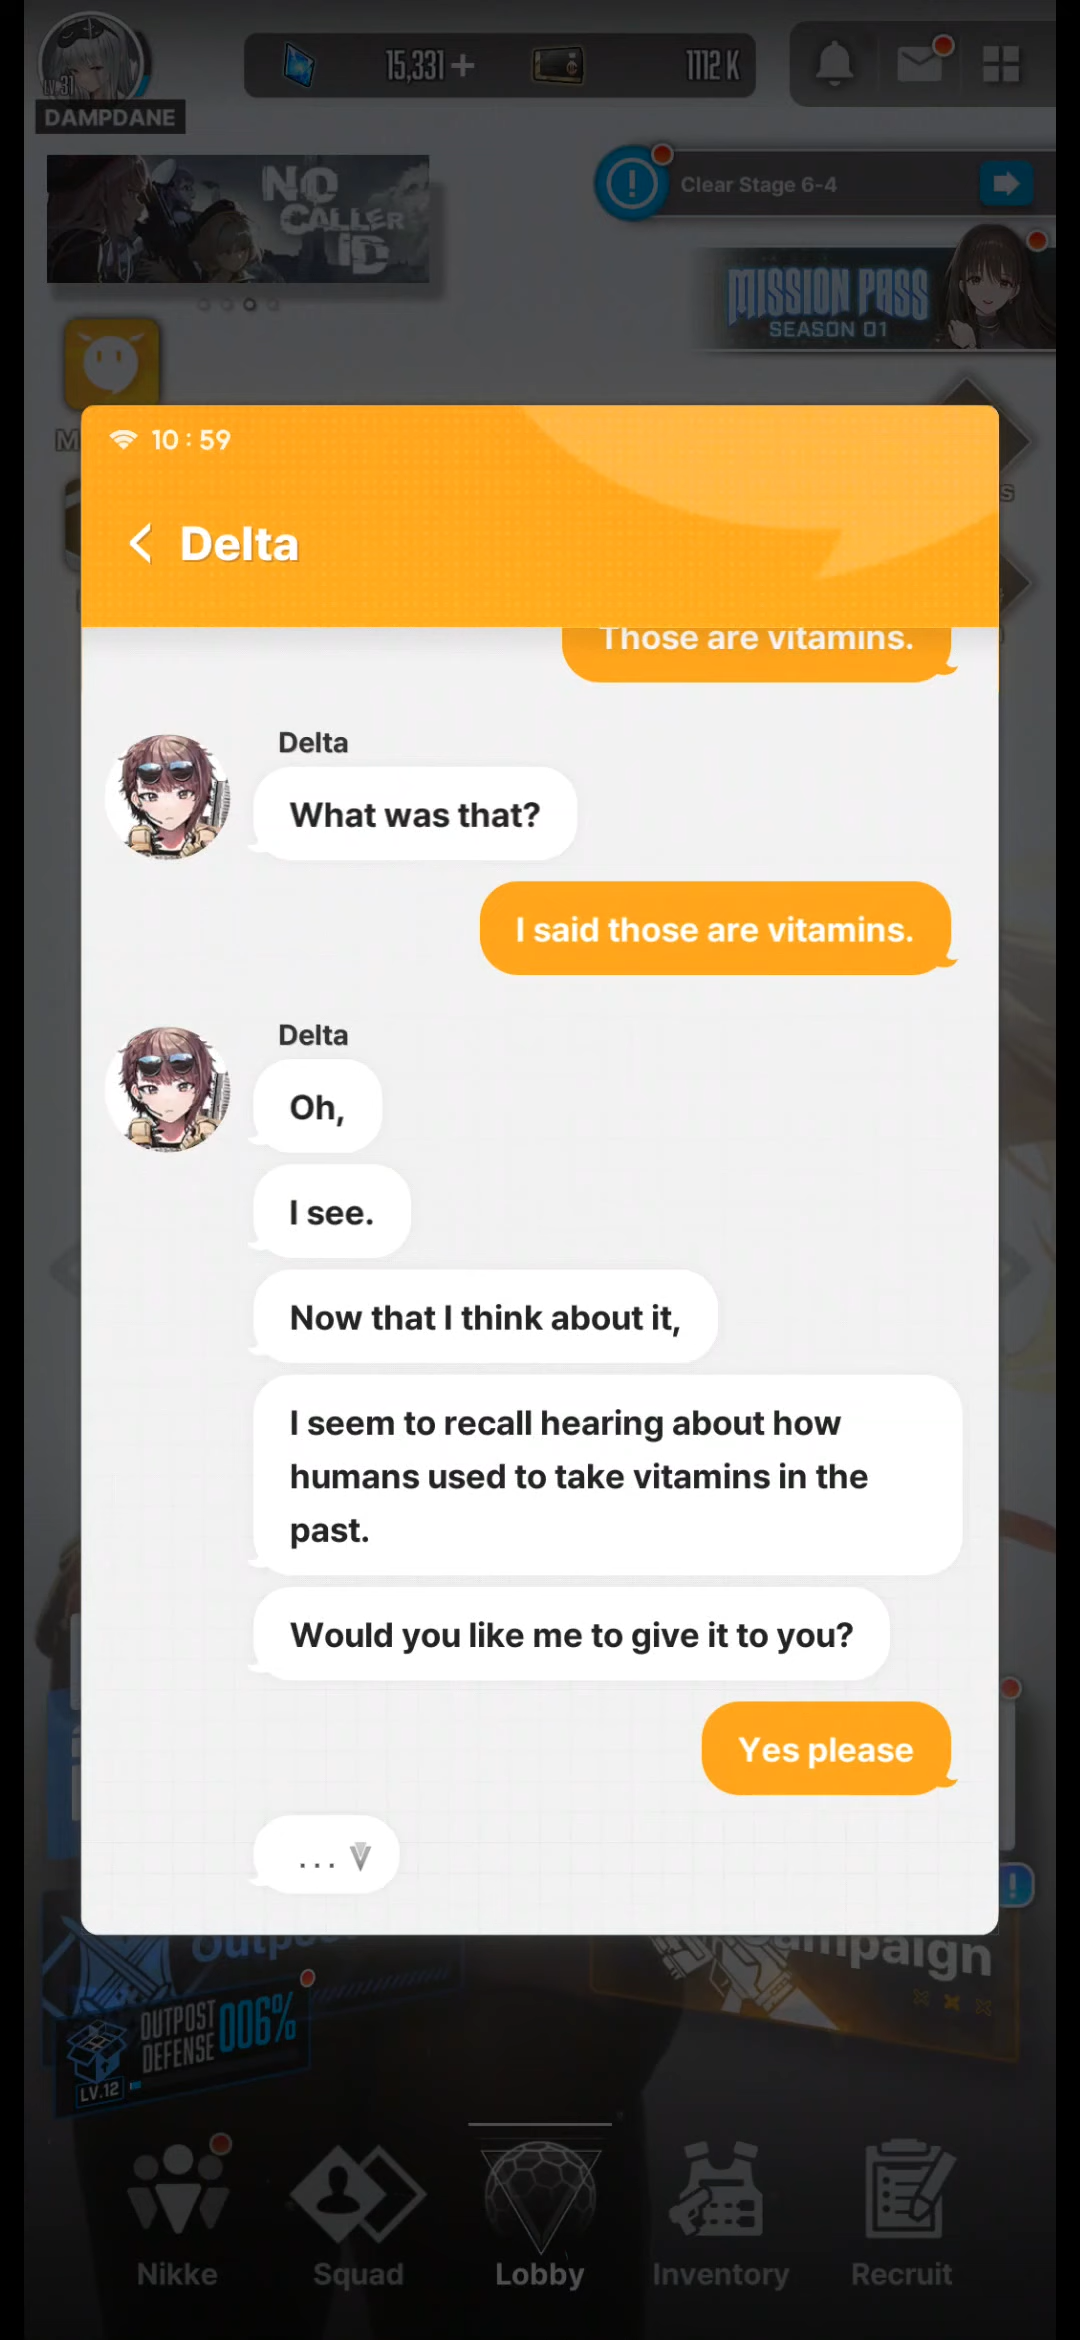 15,331+
1112 K
LV.31
DAMPDANE
NO
CALLER
ID
Clear Stage 6-4
MISSION PASS
SEASON 01
M
S
10 : 59
Delta
Those are vitamins.
Delta
What was that?
I said those are vitamins.
Delta
Oh,
I see.
Now that I think about it,
I seem to recall hearing about how
humans used to take vitamins in the
past.
Would you like me to give it to you?
Yes please
...
Outpo
ampaign
OUTPOST
DEFENSE
006%
LV.12
Nikke
Squad
Lobby
Inventory
Recruit